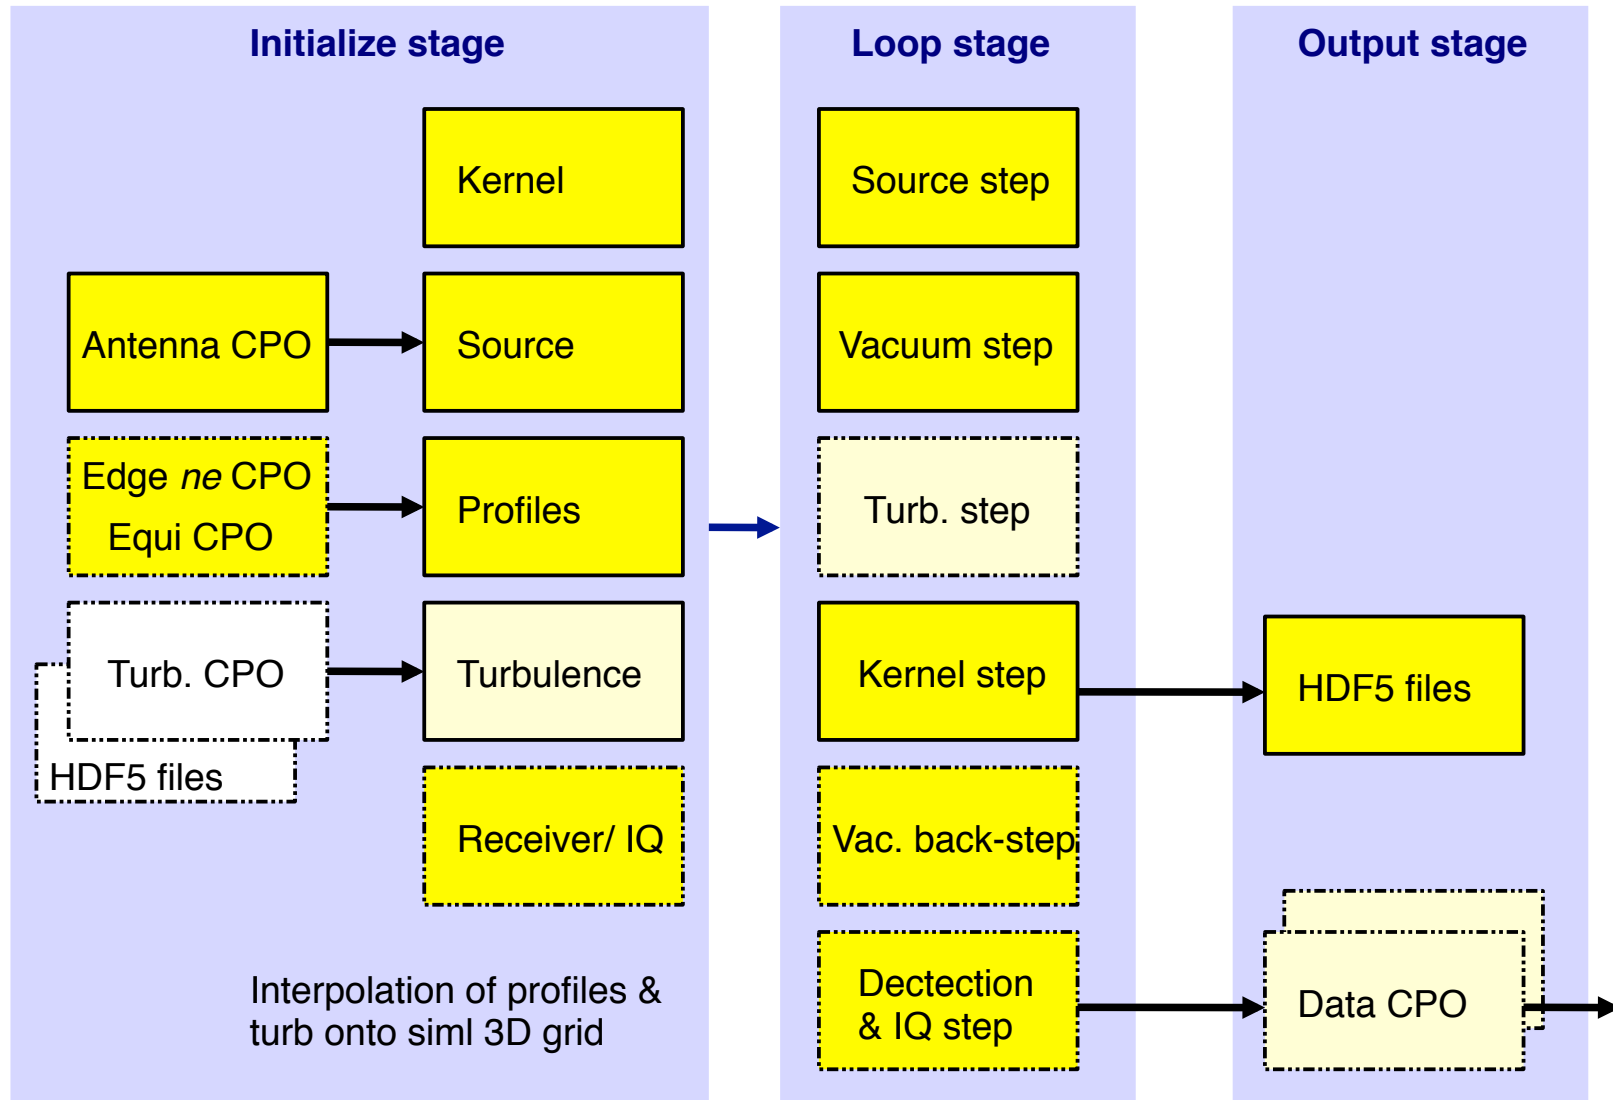 Initialize stage
Kernel
Antenna CPO
Source
Edge ne CPO
Equi CPO
Profiles
Turb. CPO
HDF5 files
Turbulence
Receiver/ IQ
Interpolation of profiles &
turb onto siml 3D grid
Loop stage
Source step
Vacuum step
Turb. step
Kernel step
Vac. back-step
Dectection
& IQ step
Output stage
HDF5 files
Data CPO